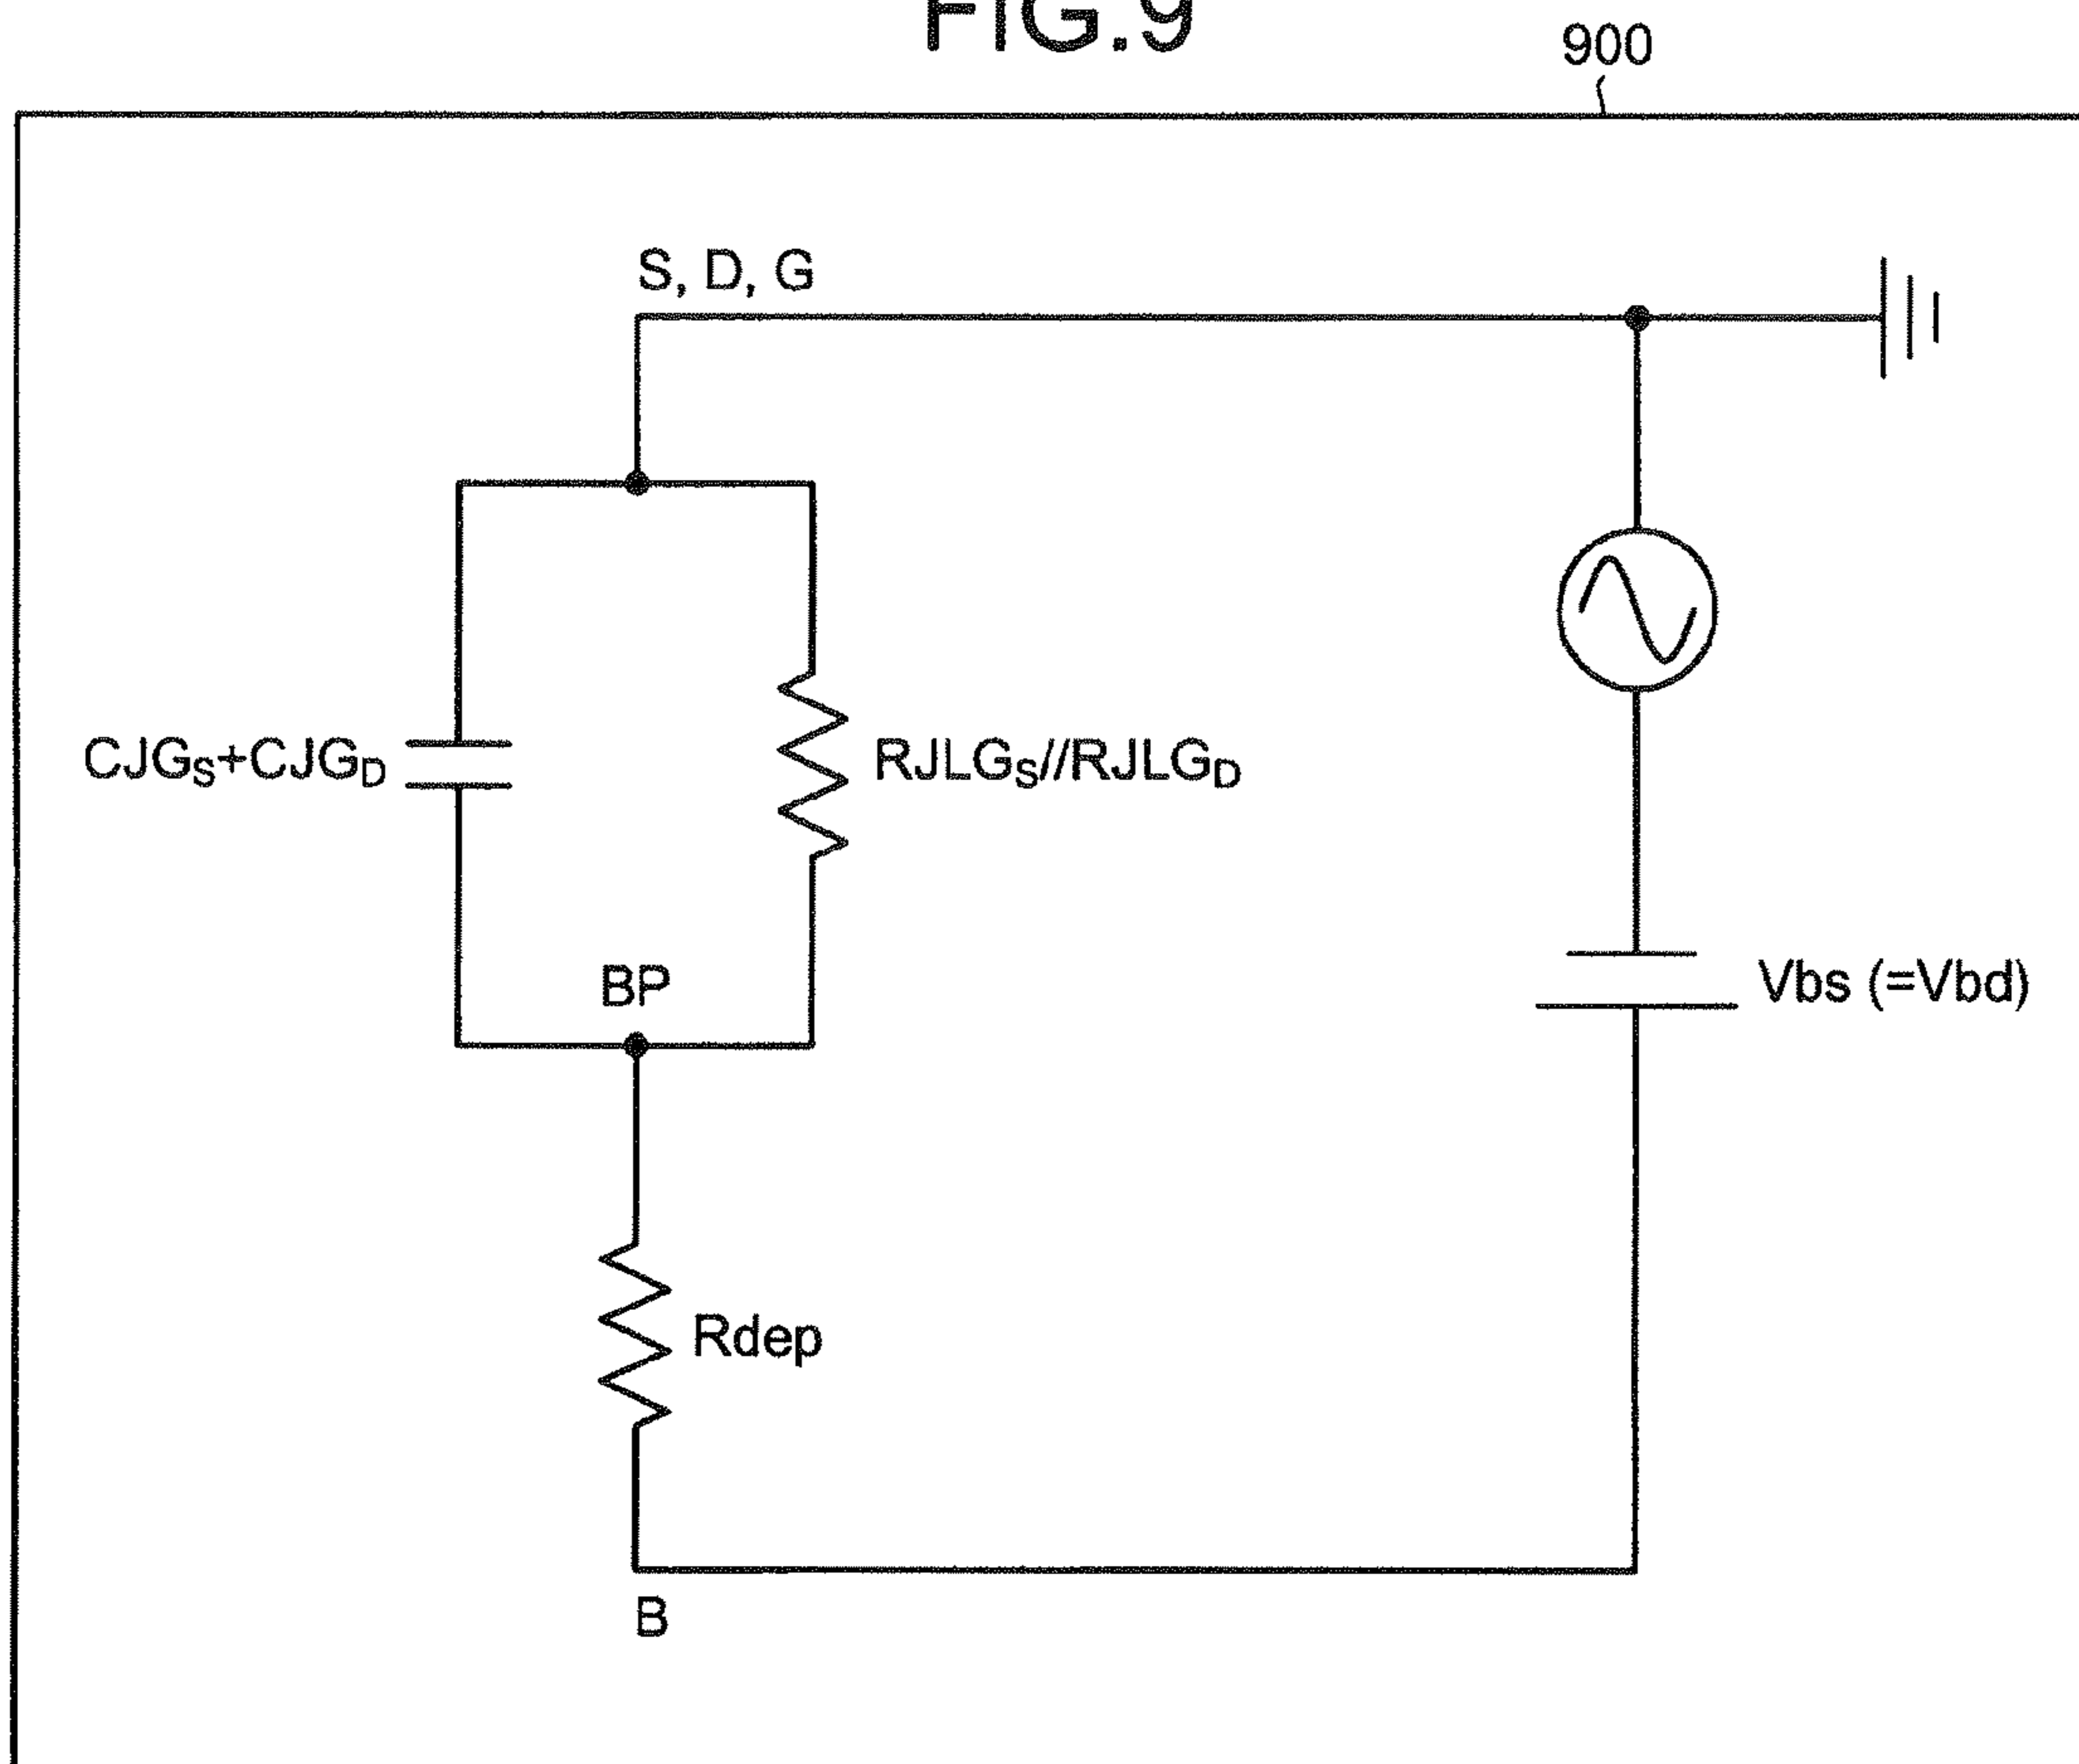 FIG.9
900
S, D, G
CJGS+CJGD
RJLGS//RJLGD
BP
Vbs (=Vbd)
Rdep
B